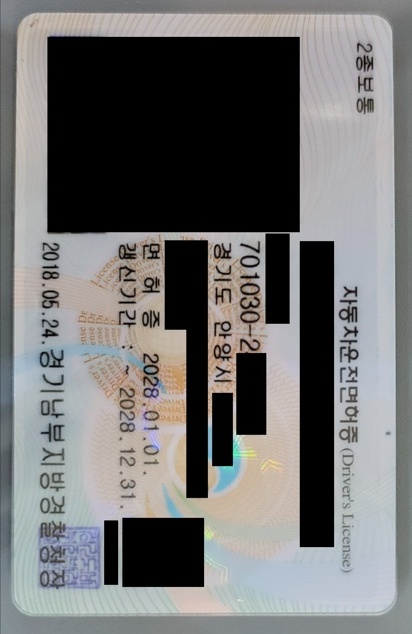 2종보통
자동차운전면허증 (Driver's License)
701030-2
경기도 안양시
면 허 증
갱신기간 : 2028.01.01.
~ 2028.12.31.
2018.05.24. 경기남부지방경찰청장